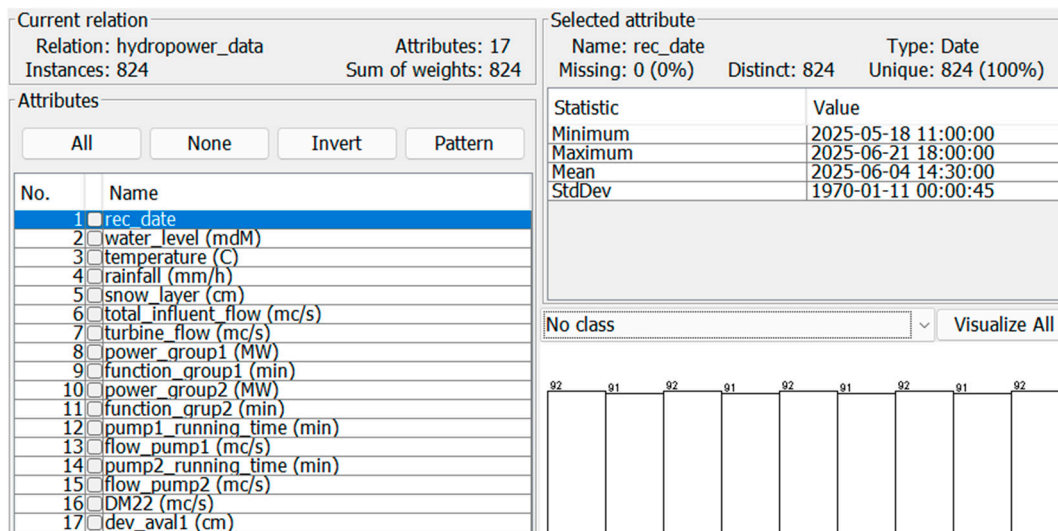 Current relation
Relation: hydropower_data Attributes: 17
Instances: 824 Sum of weights: 824
Attributes
All None Invert Pattern
No. Name
1 rec_date
2 water_level (mdM)
3 temperature (C)
4 rainfall (mm/h)
5 snow_layer (cm)
6 total_influent_flow (mc/s)
7 turbine_flow (mc/s)
8 power_group1 (MW)
9 function_group1 (min)
10 power_group2 (MW)
11 function_grup2 (min)
12 pump1_running_time (min)
13 flow_pump1 (mc/s)
14 pump2_running_time (min)
15 flow_pump2 (mc/s)
16 DM22 (mc/s)
17 dev_aval1 (cm)
Selected attribute
Name: rec_date Type: Date
Missing: 0 (0%) Distinct: 824 Unique: 824 (100%)
Statistic Value
Minimum 2025-05-18 11:00:00
Maximum 2025-06-21 18:00:00
Mean 2025-06-04 14:30:00
StdDev 1970-01-11 00:00:45
No class Visualize All
92 91 92 91 92 91 92 91 92